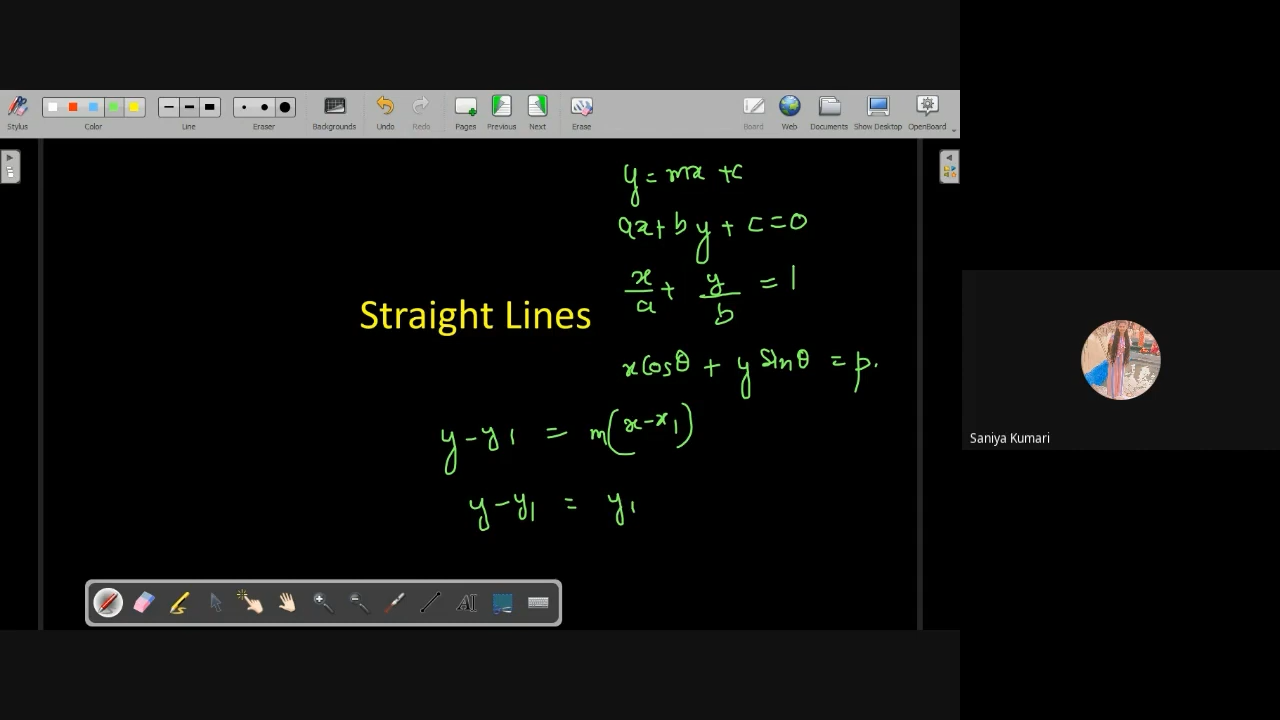 Stylus Color Line Eraser Backgrounds Undo Redo Pages Previous Next Erase Board Web Documents Show Desktop OpenBoard
y = mx + c
ax + by + c = 0
x/a + y/b = 1
Straight Lines
x cosθ + y sinθ = p.
y - y₁ = m(x - x₁)
y - y₁ = y₁
Saniya Kumari
AI